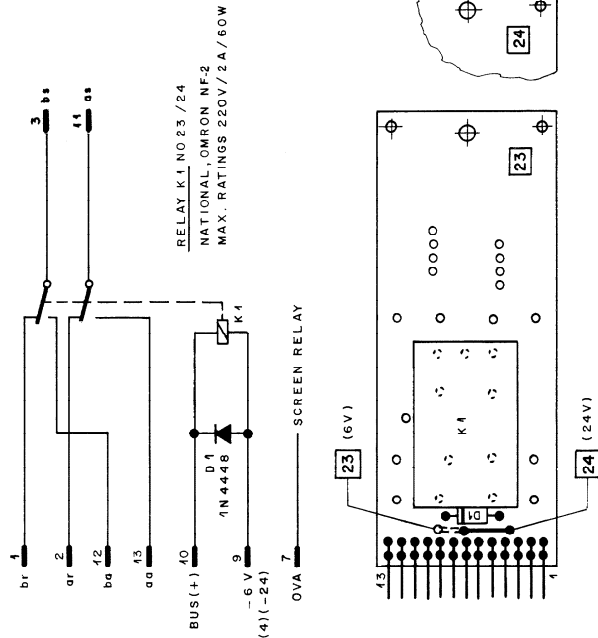 3 bs
11 as
RELAY K1 NO 23/24
NATIONAL, OMRON NF-2
MAX. RATINGS 220V/2A/60W
K1
D1
1N4448
SCREEN RELAY
1
br
2
ar
12
ba
13
aa
10
BUS(+)
9
-6V
(4)(-24)
7
OVA
24
23
K1
D1
23 (6V)
24 (24V)
13
1